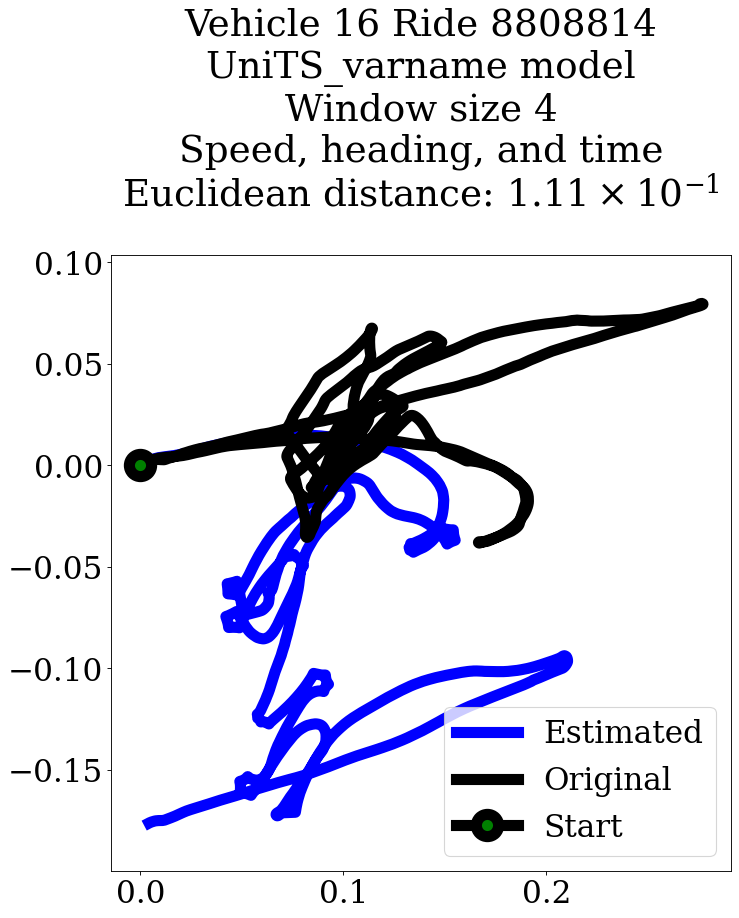 Vehicle 16 Ride 8808814
UniTS_varname model
Window size 4
Speed, heading, and time
Euclidean distance: 1.11 × 10⁻¹
0.10
0.05
0.00
−0.05
−0.10
−0.15
0.0
0.1
0.2
Estimated
Original
Start